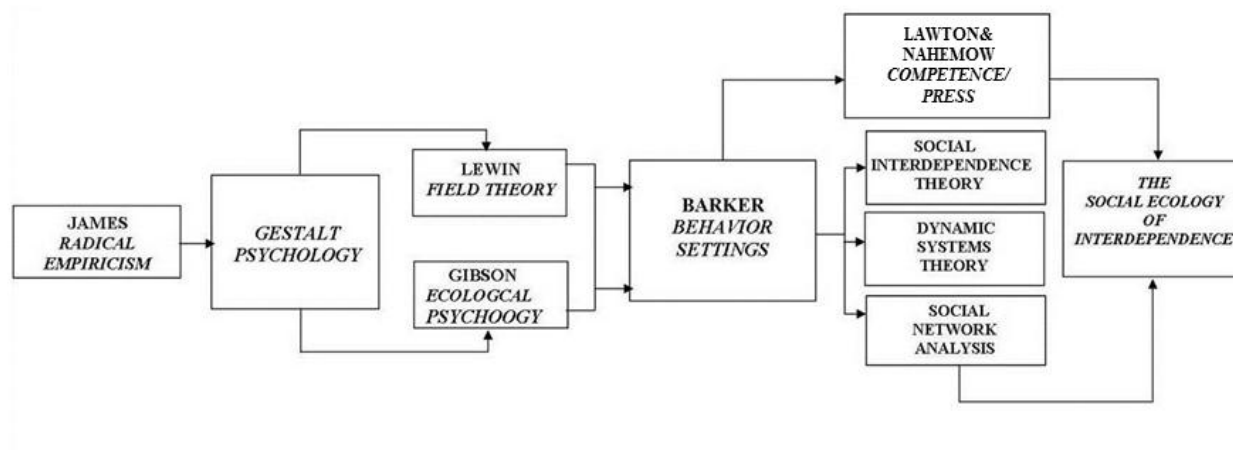 JAMES
RADICAL
EMPIRICISM
GESTALT
PSYCHOLOGY
LEWIN
FIELD THEORY
GIBSON
ECOLOGCAL
PSYCHOOGY
BARKER
BEHAVIOR
SETTINGS
LAWTON&
NAHEMOW
COMPETENCE/
PRESS
SOCIAL
INTERDEPENDENCE
THEORY
DYNAMIC
SYSTEMS
THEORY
SOCIAL
NETWORK
ANALYSIS
THE
SOCIAL ECOLOGY
OF
INTERDEPENDENCE